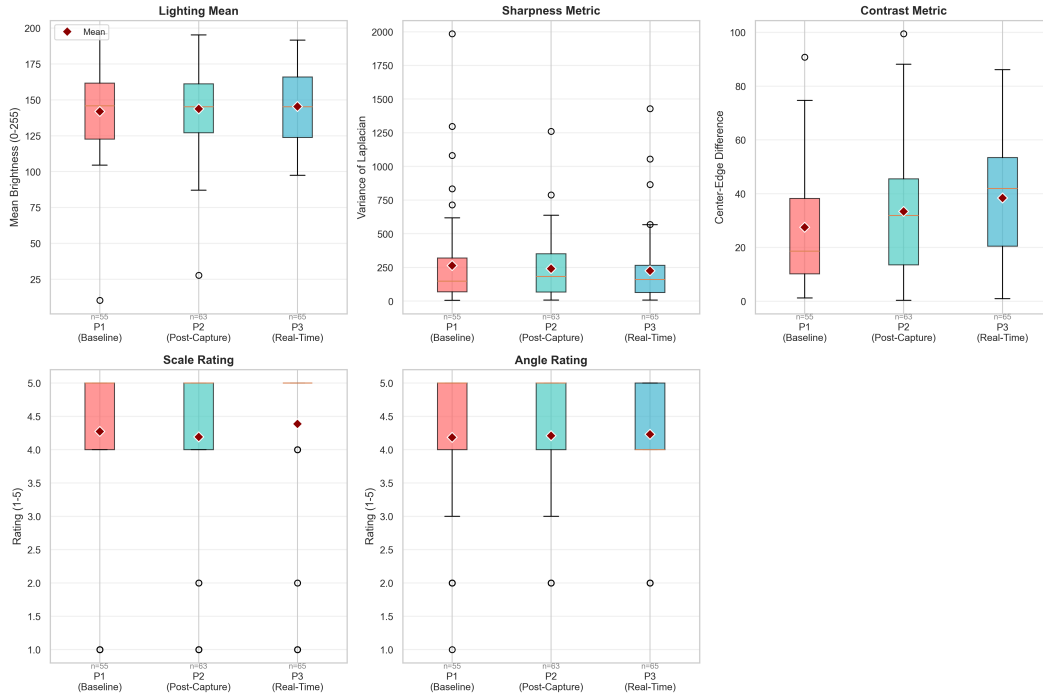 Lighting Mean
Mean
Mean Brightness (0-255)
200
175
150
125
100
75
50
25
n=55
n=63
n=65
P1
(Baseline)
P2
(Post-Capture)
P3
(Real-Time)
Sharpness Metric
Variance of Laplacian
2000
1750
1500
1250
1000
750
500
250
0
n=55
n=63
n=65
P1
(Baseline)
P2
(Post-Capture)
P3
(Real-Time)
Contrast Metric
Center-Edge Difference
100
80
60
40
20
0
n=55
n=63
n=65
P1
(Baseline)
P2
(Post-Capture)
P3
(Real-Time)
Scale Rating
Rating (1-5)
5.0
4.5
4.0
3.5
3.0
2.5
2.0
1.5
1.0
n=55
n=63
n=65
P1
(Baseline)
P2
(Post-Capture)
P3
(Real-Time)
Angle Rating
Rating (1-5)
5.0
4.5
4.0
3.5
3.0
2.5
2.0
1.5
1.0
n=55
n=63
n=65
P1
(Baseline)
P2
(Post-Capture)
P3
(Real-Time)